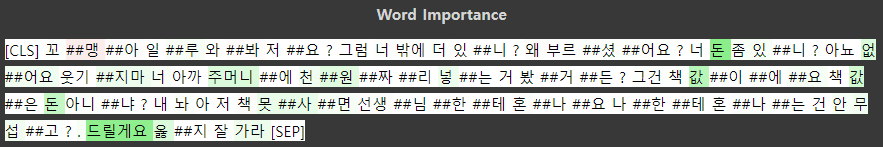 Word Importance
[CLS] 꼬 ##맹 ##아 일 ##루 와 ##봐 저 ##요 ? 그럼 너 밖에 더 있 ##니 ? 왜 부르 ##셨 ##어요 ? 너 돈 좀 있 ##니 ? 아뇨 없
##어요 웃기 ##지마 너 아까 주머니 ##에 천 ##원 ##짜 ##리 넣 ##는 거 봤 ##거 ##든 ? 그건 책 값 ##이 ##에 ##요 책 값
##은 돈 아니 ##냐 ? 내 놔 아 저 책 못 ##사 ##면 선생 ##님 ##한 ##테 혼 ##나 ##요 나 ##한 ##테 혼 ##나 ##는 건 안 무
섭 ##고 ? . 드릴게요 옳 ##지 잘 가라 [SEP]